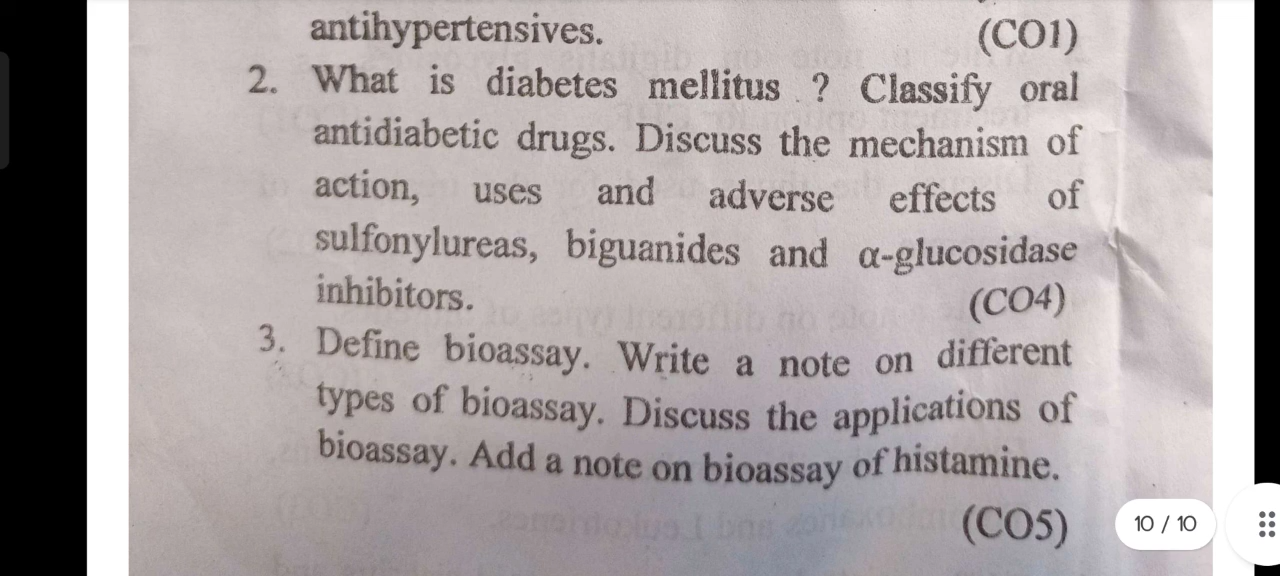 antihypertensives. (CO1)
2. What is diabetes mellitus ? Classify oral
antidiabetic drugs. Discuss the mechanism of
action, uses and adverse effects of
sulfonylureas, biguanides and α-glucosidase
inhibitors. (CO4)
3. Define bioassay. Write a note on different
types of bioassay. Discuss the applications of
bioassay. Add a note on bioassay of histamine.
(CO5)
10 / 10